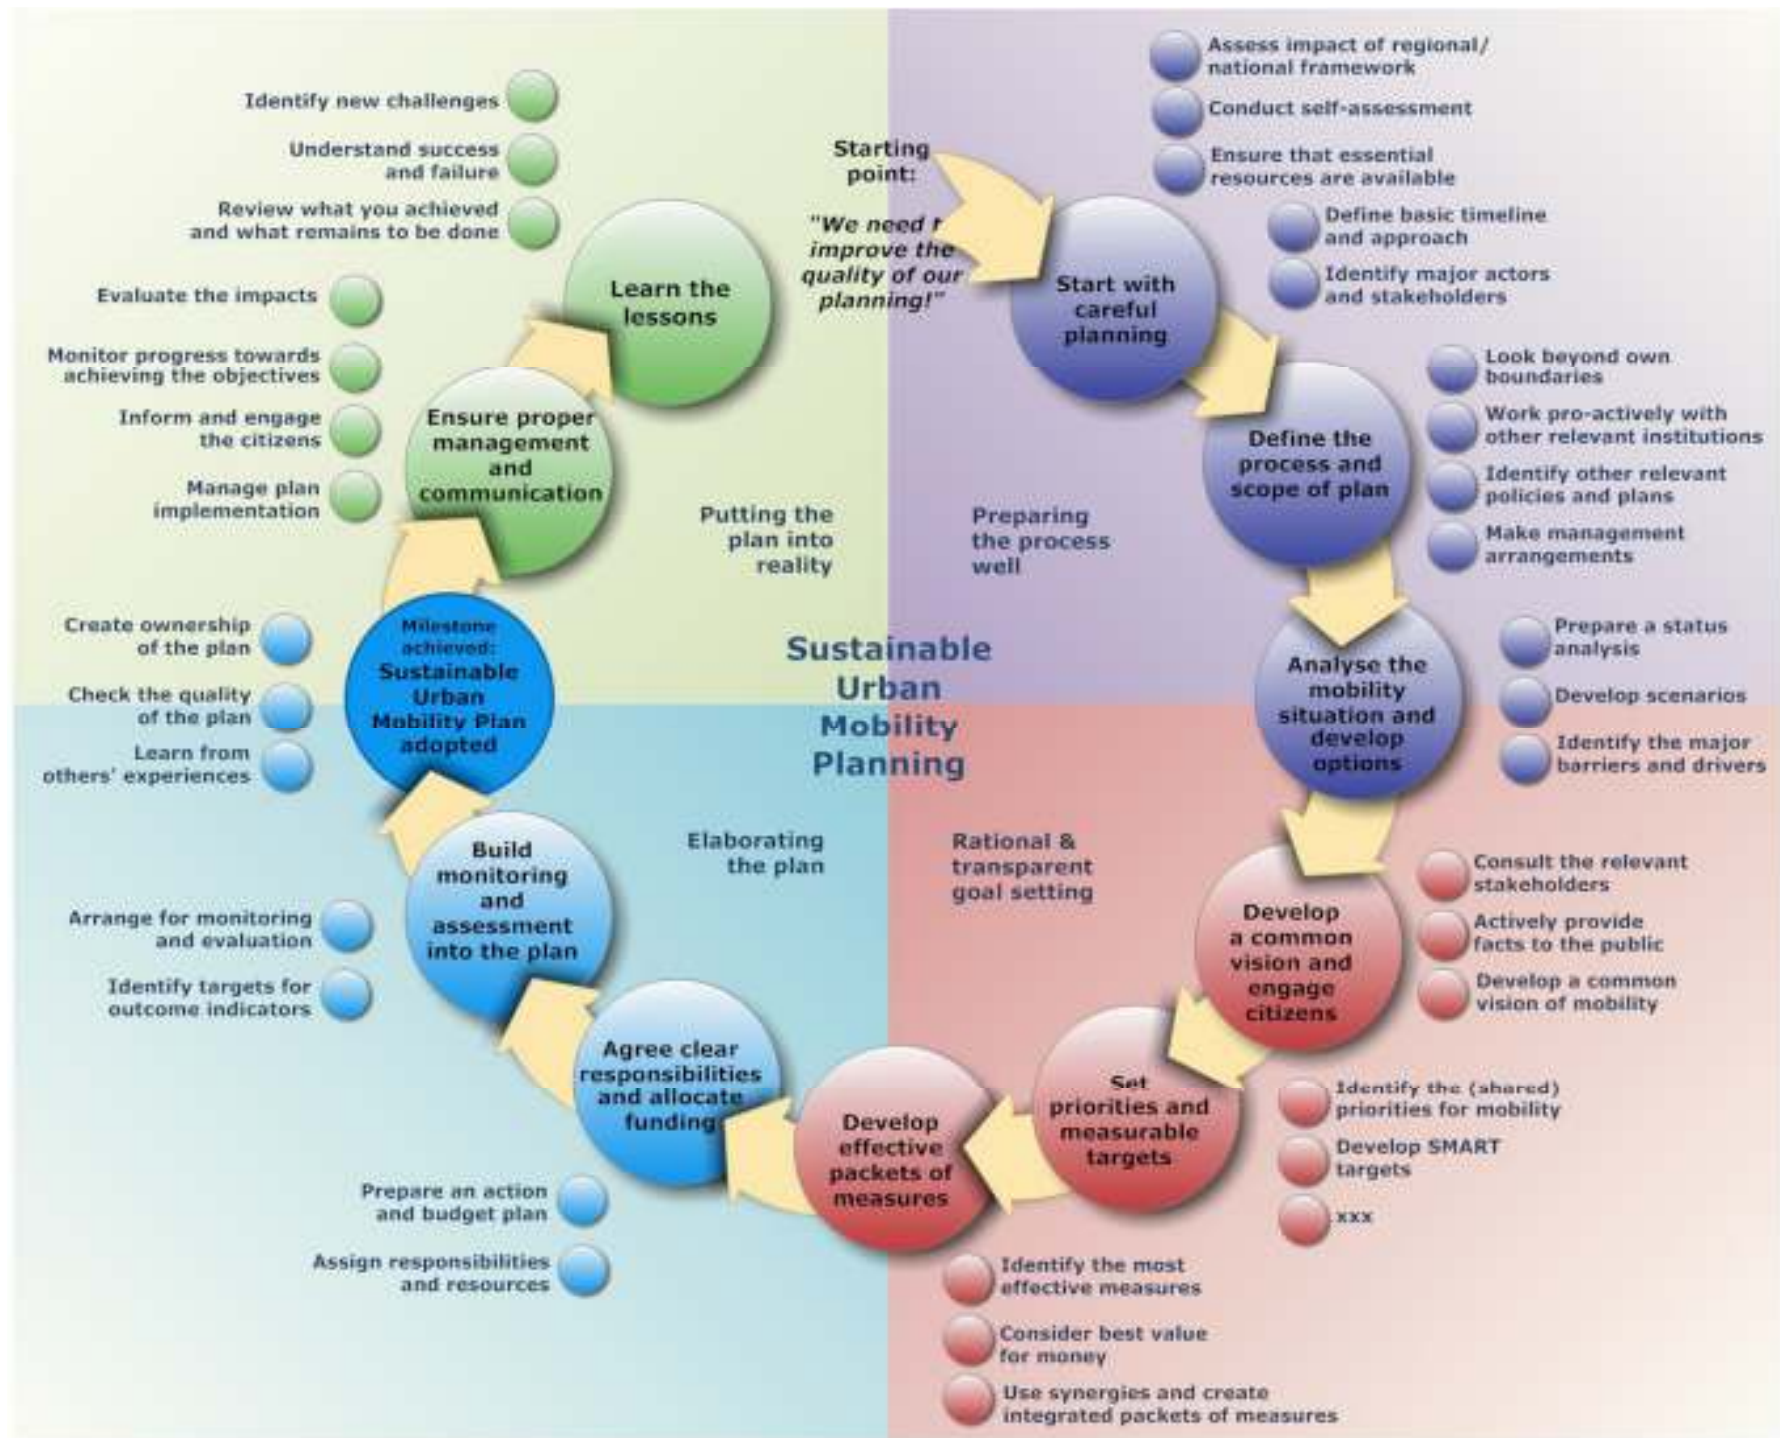 Starting
point:
"We need t
improve the
quality of our
planning!"
Start with
careful
planning
Assess impact of regional/
national framework
Conduct self-assessment
Ensure that essential
resources are available
Define basic timeline
and approach
Identify major actors
and stakeholders
Define the
process and
scope of plan
Look beyond own
boundaries
Work pro-actively with
other relevant institutions
Identify other relevant
policies and plans
Make management
arrangements
Analyse the
mobility
situation and
develop
options
Prepare a status
analysis
Develop scenarios
Identify the major
barriers and drivers
Preparing
the process
well
Develop
a common
vision and
engage
citizens
Consult the relevant
stakeholders
Actively provide
facts to the public
Develop a common
vision of mobility
Set
priorities and
measurable
targets
Identify the (shared)
priorities for mobility
Develop SMART
targets
xxx
Develop
effective
packets of
measures
Identify the most
effective measures
Consider best value
for money
Use synergies and create
integrated packets of measures
Rational &
transparent
goal setting
Agree clear
responsibilities
and allocate
funding
Prepare an action
and budget plan
Assign responsibilities
and resources
Build
monitoring
and
assessment
into the plan
Arrange for monitoring
and evaluation
Identify targets for
outcome indicators
Milestone
achieved:
Sustainable
Urban
Mobility Plan
adopted
Create ownership
of the plan
Check the quality
of the plan
Learn from
others' experiences
Elaborating
the plan
Ensure proper
management
and
communication
Evaluate the impacts
Monitor progress towards
achieving the objectives
Inform and engage
the citizens
Manage plan
implementation
Learn the
lessons
Identify new challenges
Understand success
and failure
Review what you achieved
and what remains to be done
Putting the
plan into
reality
Sustainable
Urban
Mobility
Planning